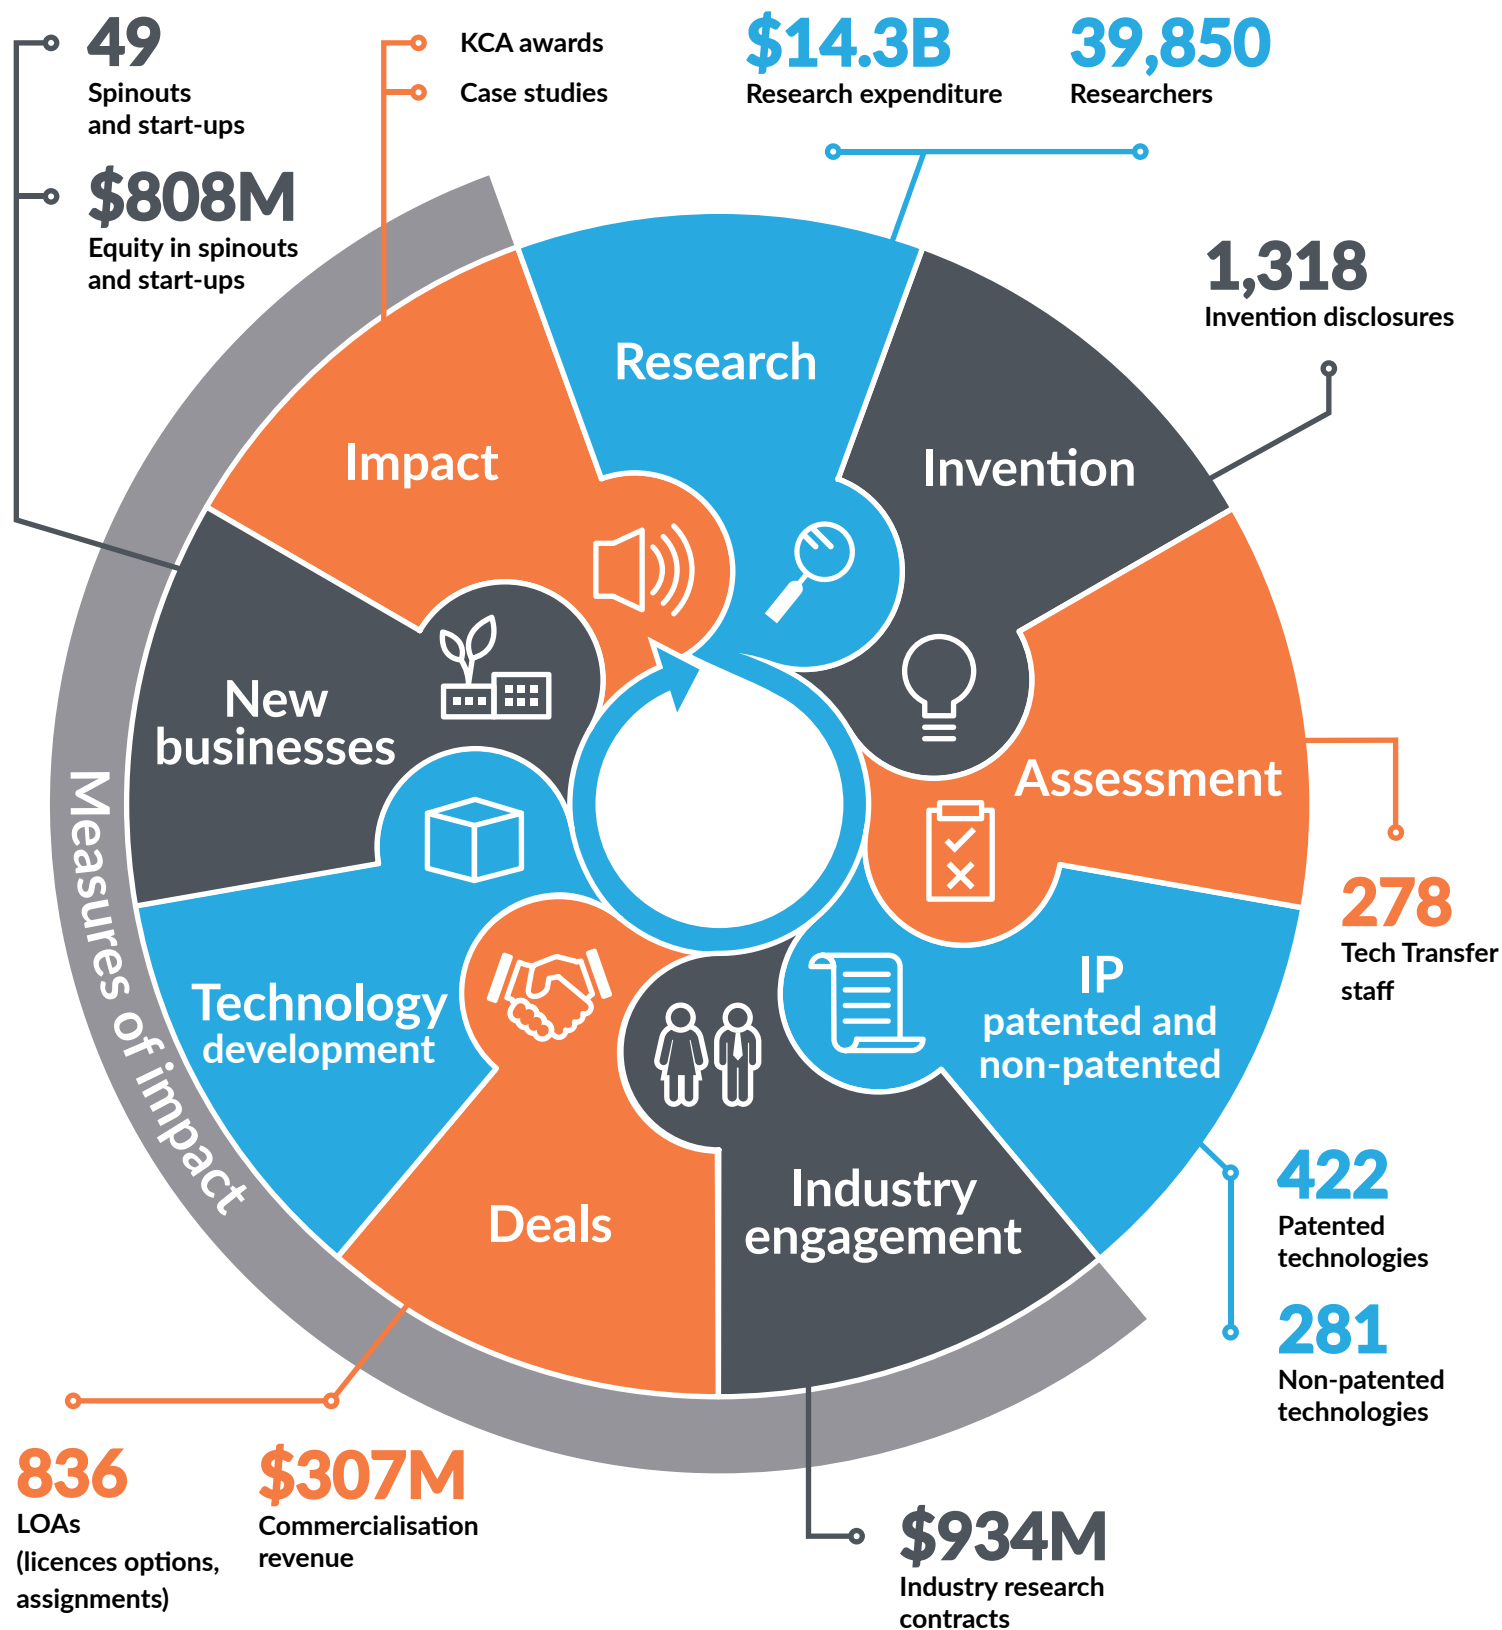 49
Spinouts
and start-ups
$808M
Equity in spinouts
and start-ups
KCA awards
Case studies
$14.3B
Research expenditure
39,850
Researchers
1,318
Invention disclosures
Research
Invention
Assessment
278
Tech Transfer
staff
IP
patented and
non-patented
422
Patented
technologies
281
Non-patented
technologies
Industry
engagement
$934M
Industry research
contracts
Deals
836
LOAs
(licences options,
assignments)
$307M
Commercialisation
revenue
Technology
development
New
businesses
Impact
Measures of impact